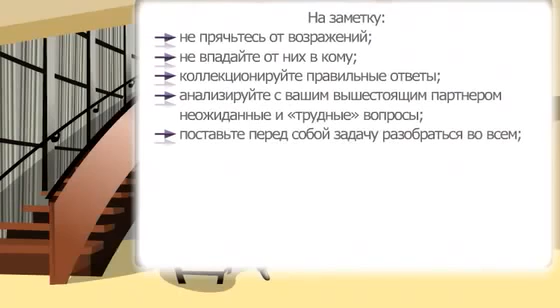 На заметку:
не прячьтесь от возражений;
не впадайте от них в кому;
коллекционируйте правильные ответы;
анализируйте с вашим вышестоящим партнером
неожиданные и «трудные» вопросы;
поставьте перед собой задачу разобраться во всем;